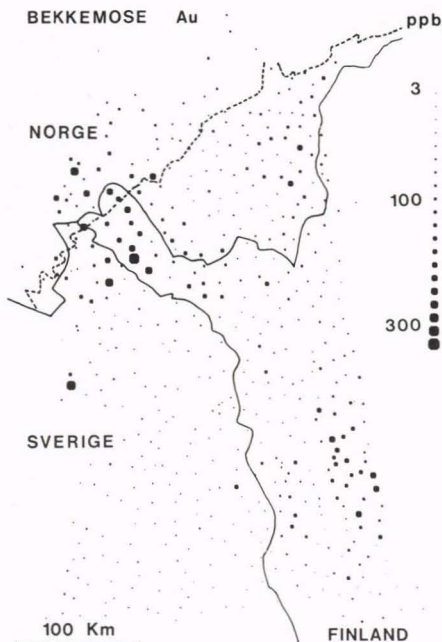 BEKKEMOSE Au
ppb
3
NORGE
100
300
SVERIGE
100 Km
FINLAND